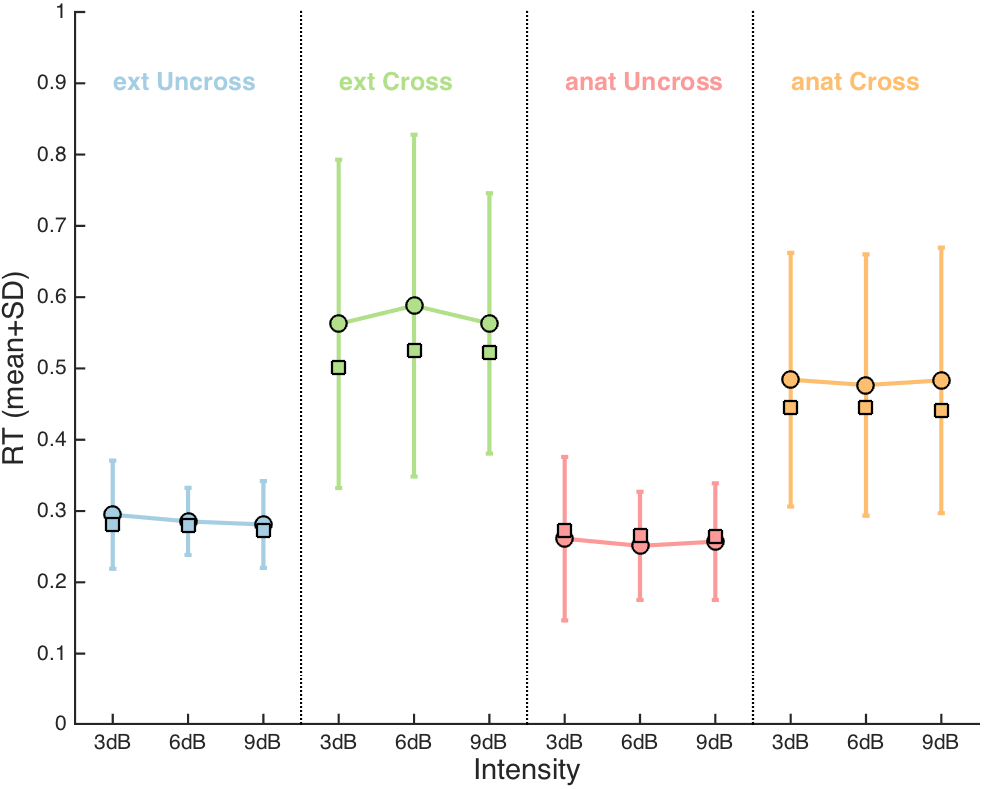 1
0.9
0.8
0.7
0.6
0.5
0.4
0.3
0.2
0.1
0
RT (mean+SD)
ext Uncross
ext Cross
anat Uncross
anat Cross
3dB 6dB 9dB 3dB 6dB 9dB 3dB 6dB 9dB 3dB 6dB 9dB
Intensity